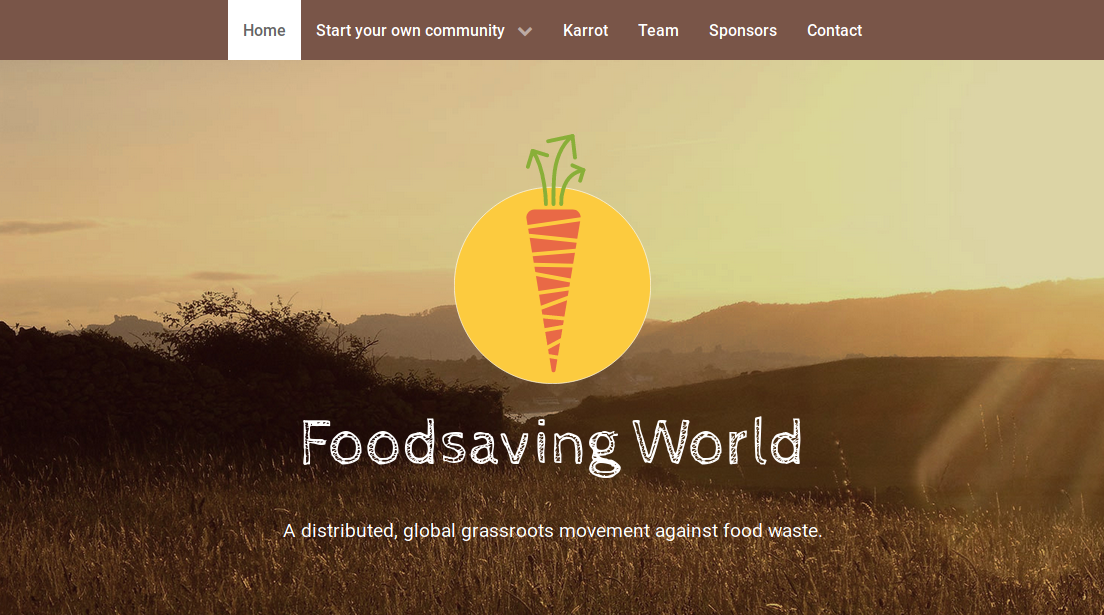 Home Start your own community Karrot Team Sponsors Contact
Foodsaving World
A distributed, global grassroots movement against food waste.